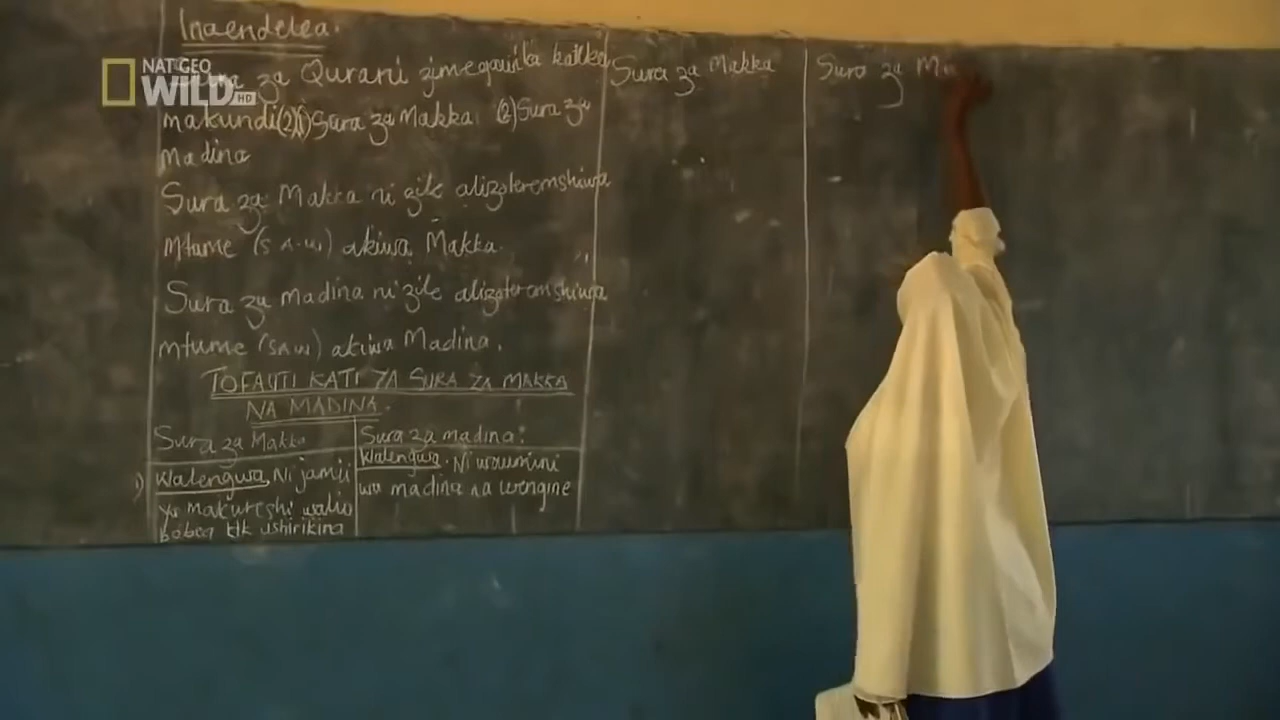 Inaendelea.
NAT GEO
WILD HD
za Qurani zimegawika katika
makundi(2)(1)Sura za Makka. (2)Sura za
Madina
Sura za Makka ni zile alizoteremshiwa
Mtume (S.A.W) akiwa Makka.
Sura za madina ni zile alizoteremshiwa
mtume (SAW) akiwa Madina.
TOFAUTI KATI YA SURA ZA MAKKA
NA MADINA.
Sura za Makka
Sura za madina:
1) Walengwa. Ni jamii
ya makureshi walio
bobea ktk ushirikina
Walengwa. Ni waumini
wa madina na wengine
Sura za Makka
Sura za M